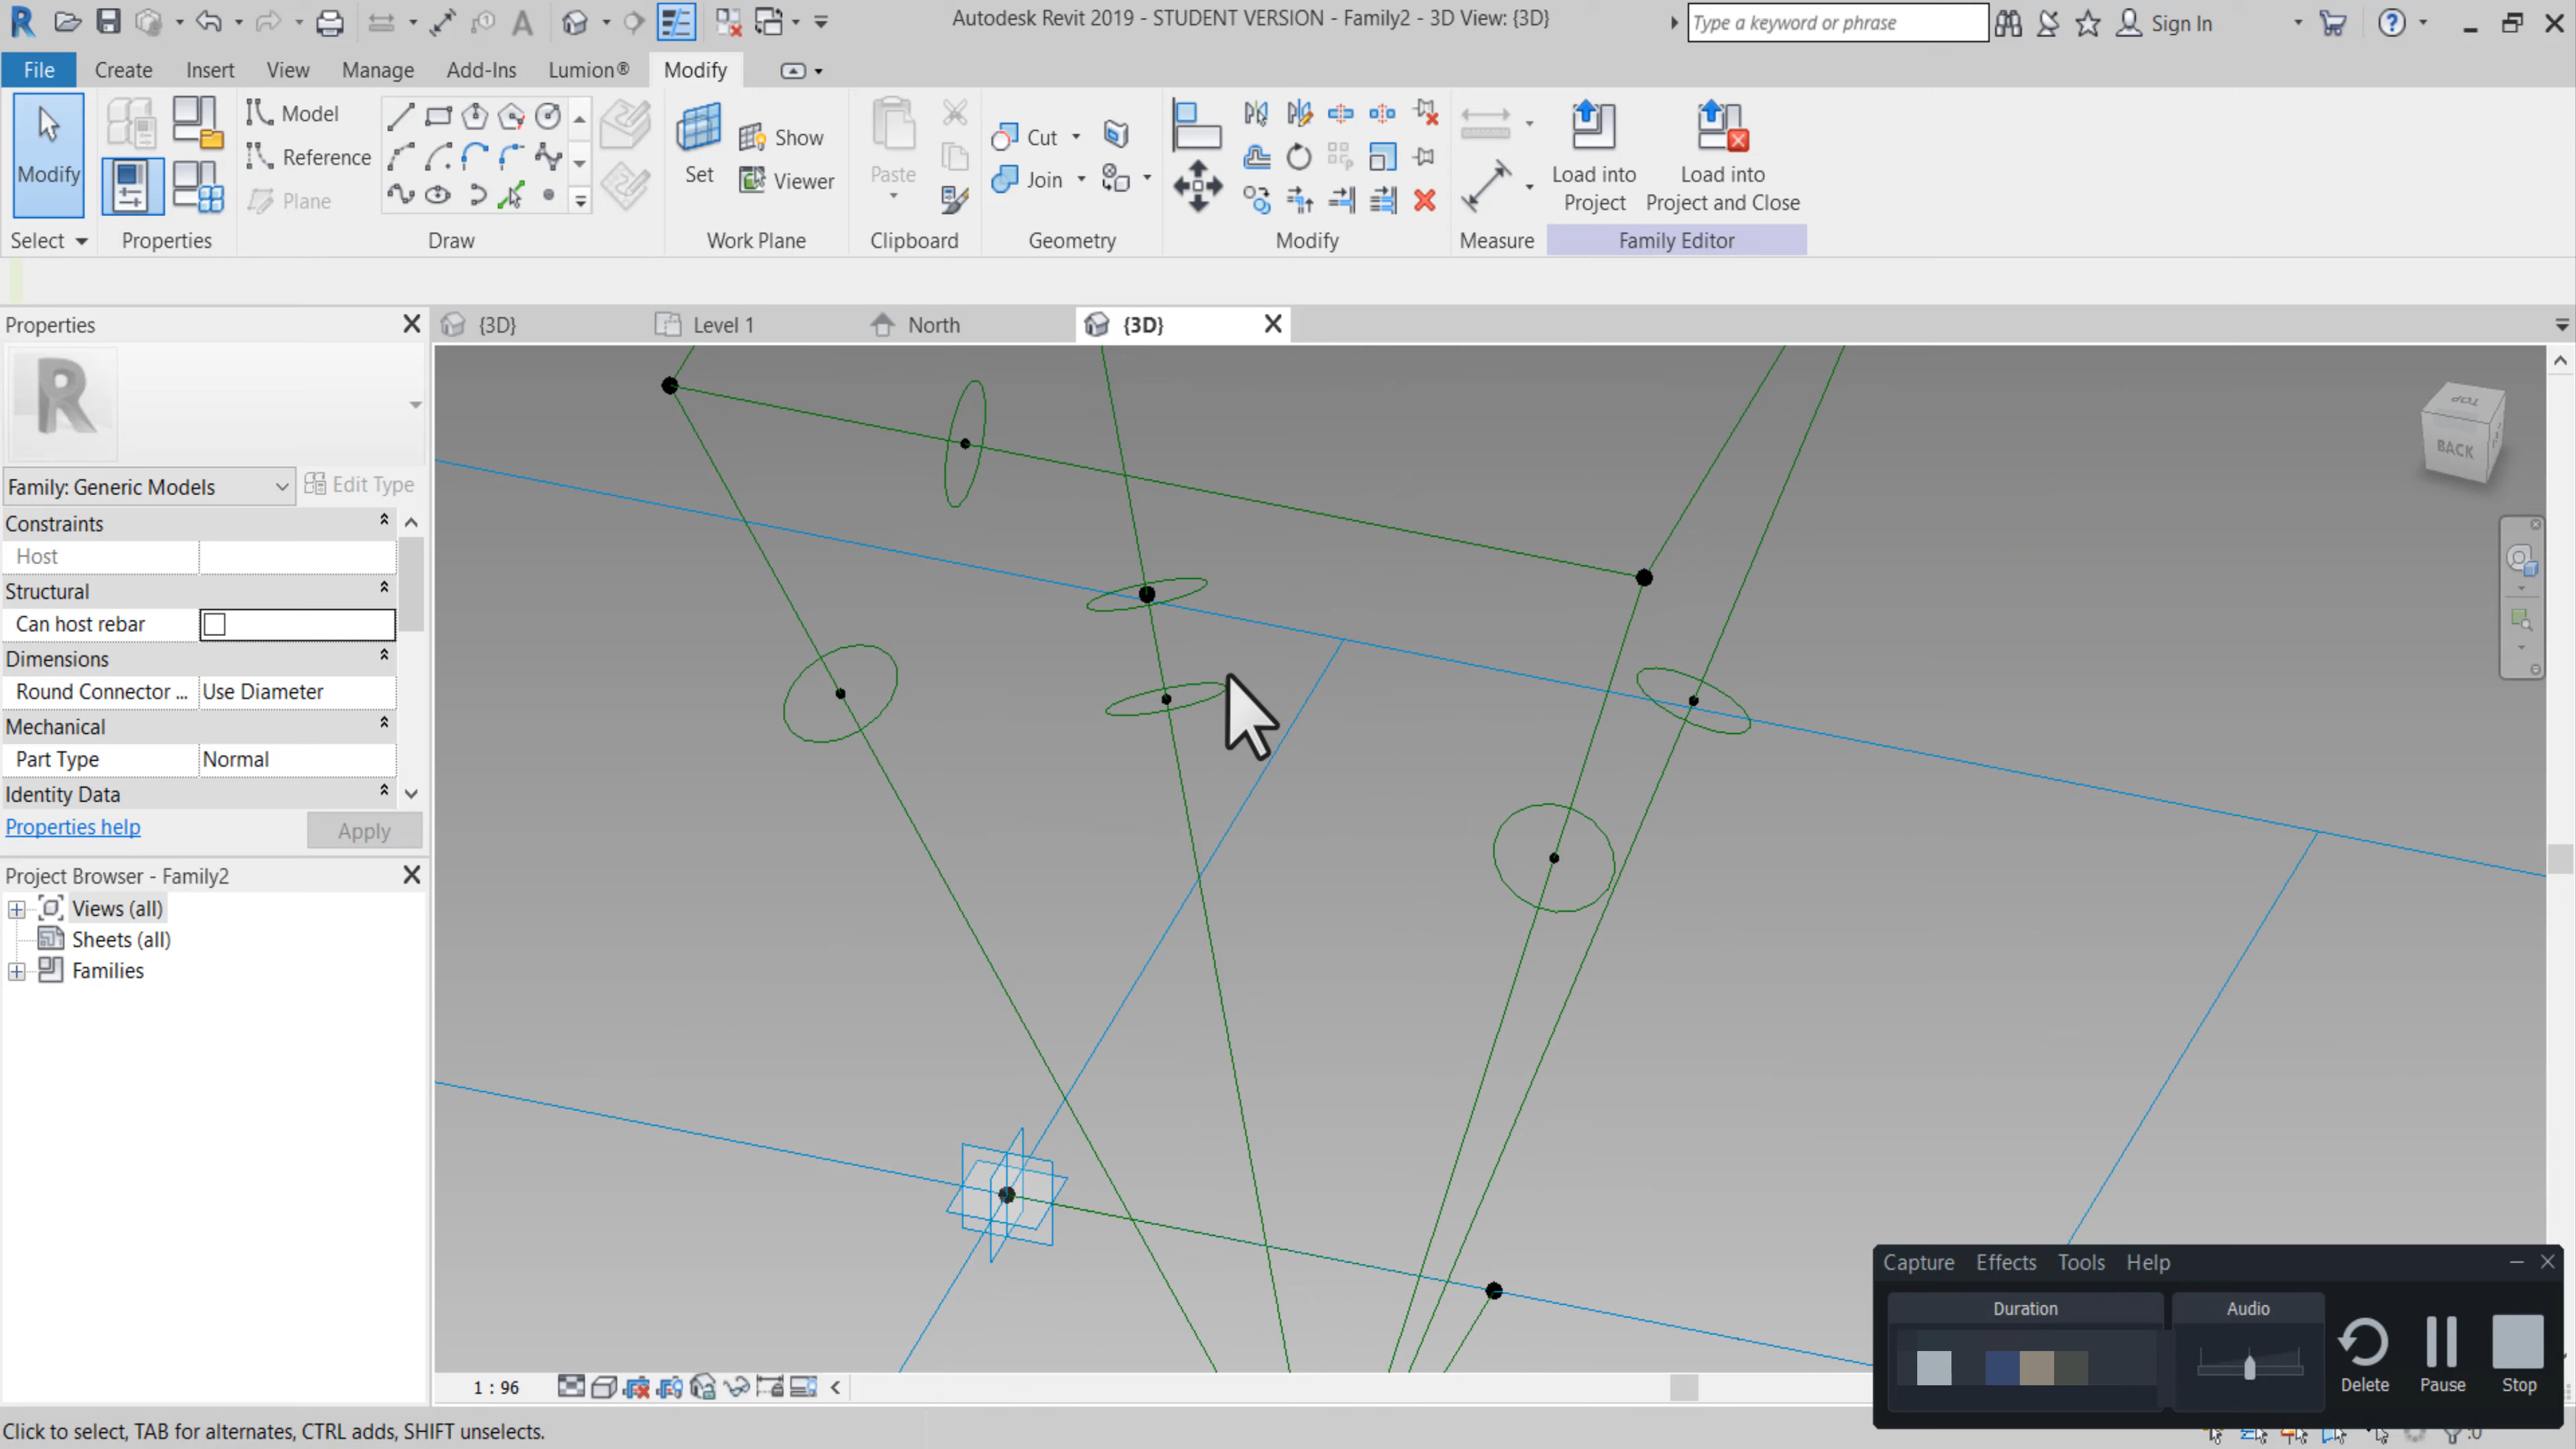 Autodesk Revit 2019 - STUDENT VERSION - Family2 - 3D View: {3D}
Type a keyword or phrase
Sign In
File
Create
Insert
View
Manage
Add-Ins
Lumion®
Modify
Modify
Model
Reference
Plane
Set
Show
Viewer
Paste
Cut
Join
Load into
Project
Load into
Project and Close
Select
Properties
Draw
Work Plane
Clipboard
Geometry
Modify
Measure
Family Editor
Properties
{3D}
Level 1
North
{3D}
R
TOP
BACK
Family: Generic Models
Edit Type
Constraints
Host
Structural
Can host rebar
Dimensions
Round Connector ... Use Diameter
Mechanical
Part Type Normal
Identity Data
Properties help
Apply
Project Browser - Family2
Views (all)
Sheets (all)
Families
Capture Effects Tools Help
Duration
Audio
Delete
Pause
Stop
1 : 96
Click to select, TAB for alternates, CTRL adds, SHIFT unselects.
:0